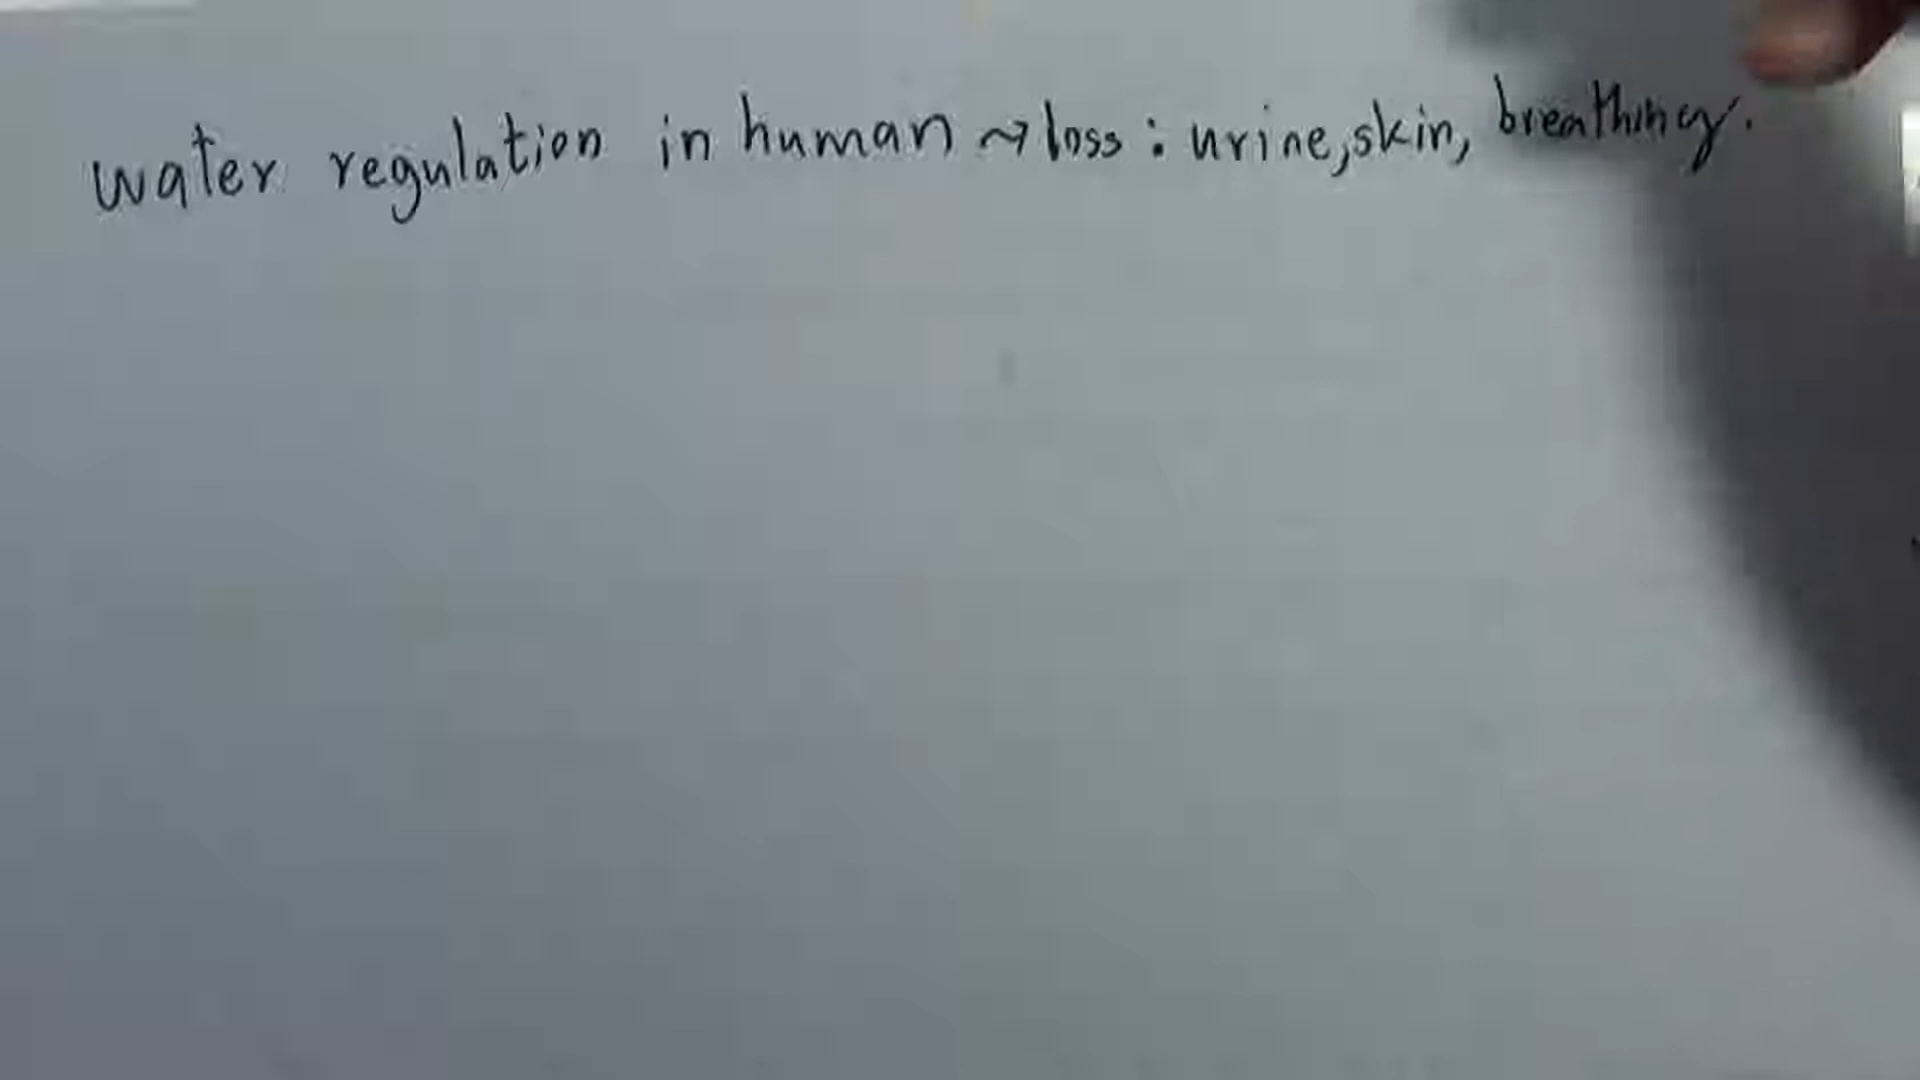 water regulation in human ⇝ loss : urine, skin, breathing.